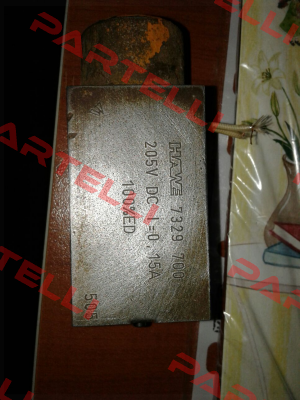 HAWE 7329 700
205V DC I=0.15A
100%ED
505
PARTELLI
PARTELLI
PARTELLI
PARTELLI